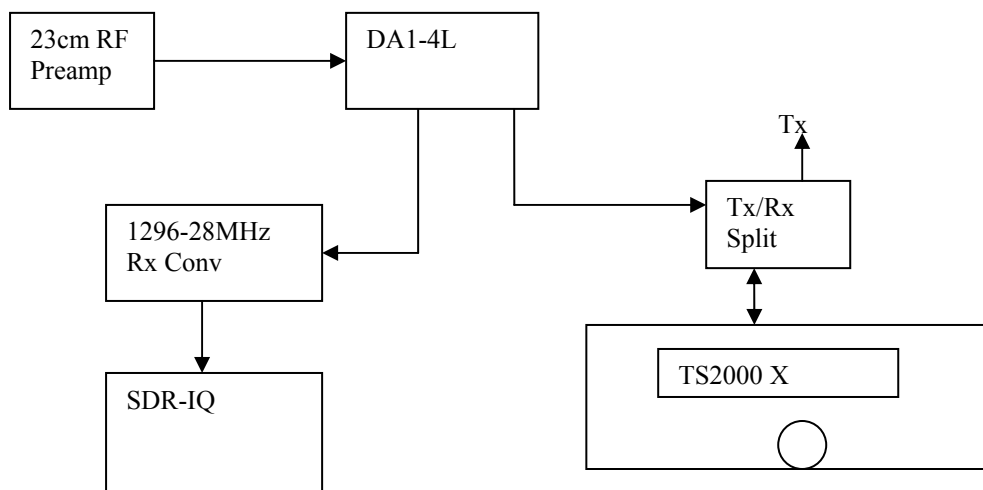 23cm RF
Preamp
DA1-4L
Tx
Tx/Rx
Split
1296-28MHz
Rx Conv
TS2000 X
SDR-IQ